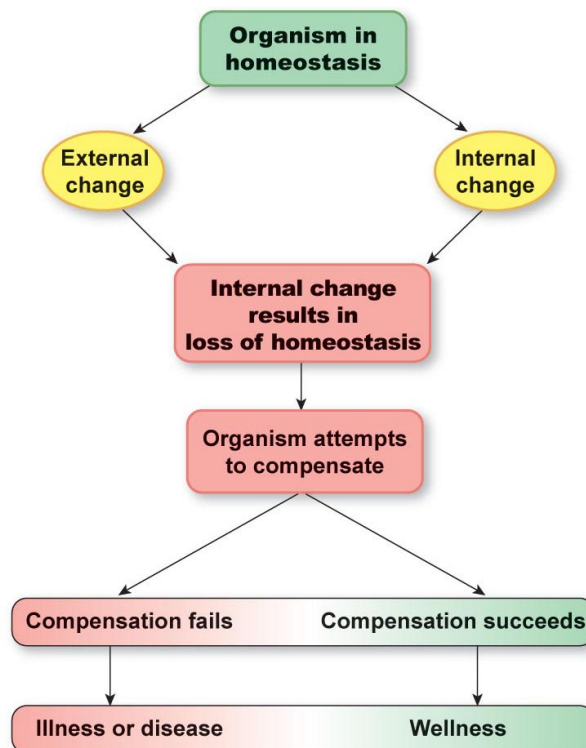 Organism in
homeostasis
External
change
Internal
change
Internal change
results in
loss of homeostasis
Organism attempts
to compensate
Compensation fails
Compensation succeeds
Illness or disease
Wellness